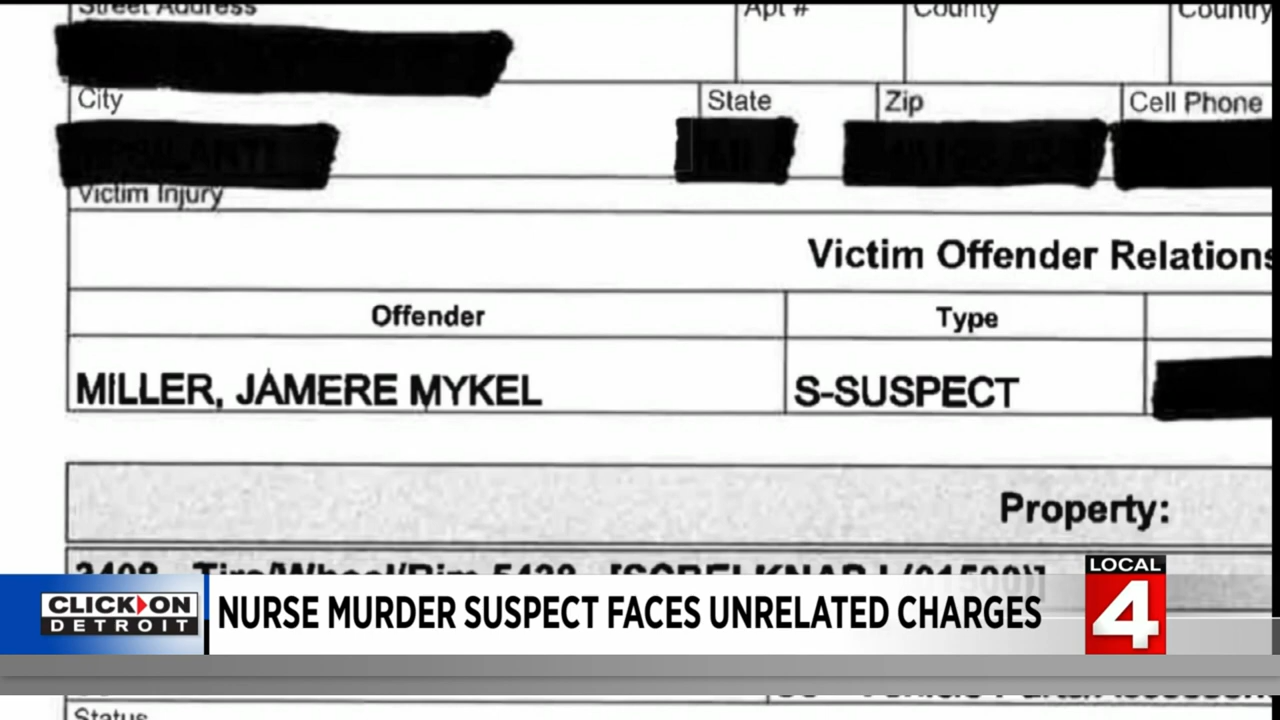 Street Address
Apt #
County
Country
City
State
Zip
Cell Phone
Victim Injury
Victim Offender Relations
Offender
Type
MILLER, JAMERE MYKEL
S-SUSPECT
Property:
CLICK ON
DETROIT
NURSE MURDER SUSPECT FACES UNRELATED CHARGES
LOCAL
4
Status